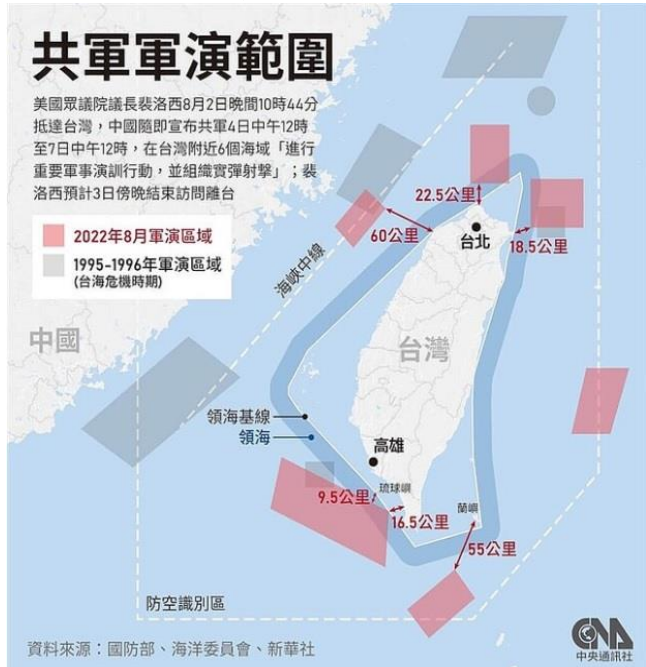 共軍軍演範圍
美國眾議院議長裴洛西8月2日晚間10時44分
抵達台灣，中國隨即宣布共軍4日中午12時
至7日中午12時，在台灣附近6個海域「進行
重要軍事演訓行動，並組織實彈射擊」；裴
洛西預計3日傍晚結束訪問離台
2022年8月軍演區域
1995-1996年軍演區域
(台海危機時期)
22.5公里
60公里
台北
18.5公里
海峽中線
中國
台灣
領海基線
領海
高雄
琉球嶼
9.5公里
16.5公里
蘭嶼
55公里
防空識別區
資料來源：國防部、海洋委員會、新華社
CNA
中央通訊社